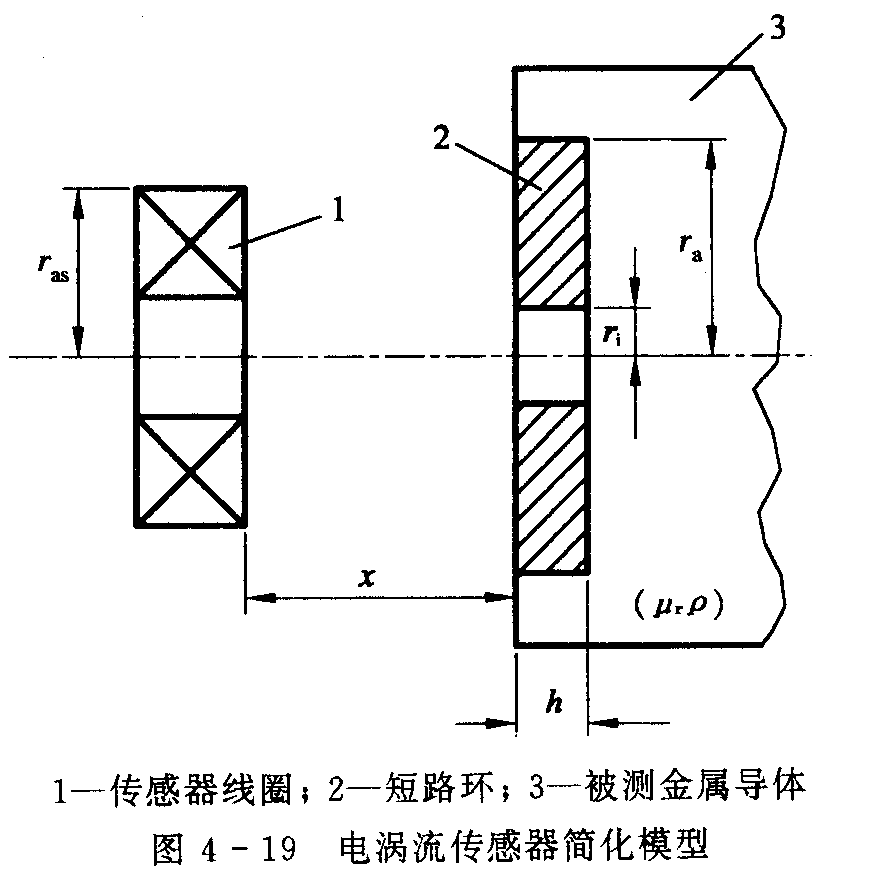 3
2
1
r_as
r_a
r_i
x
(μ_r ρ)
h
1—传感器线圈；2—短路环；3—被测金属导体
图 4-19 电涡流传感器简化模型